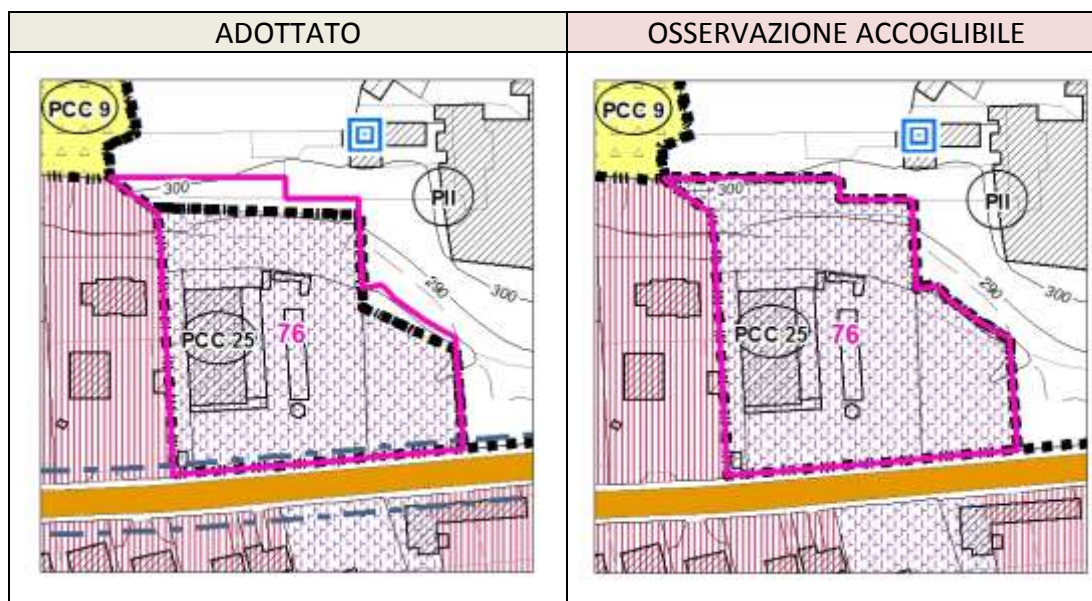 ADOTTATO
OSSERVAZIONE ACCOGLIBILE
PCC 9
300
PII
290
300
PCC 25
76
PCC 9
300
PII
290
300
PCC 25
76